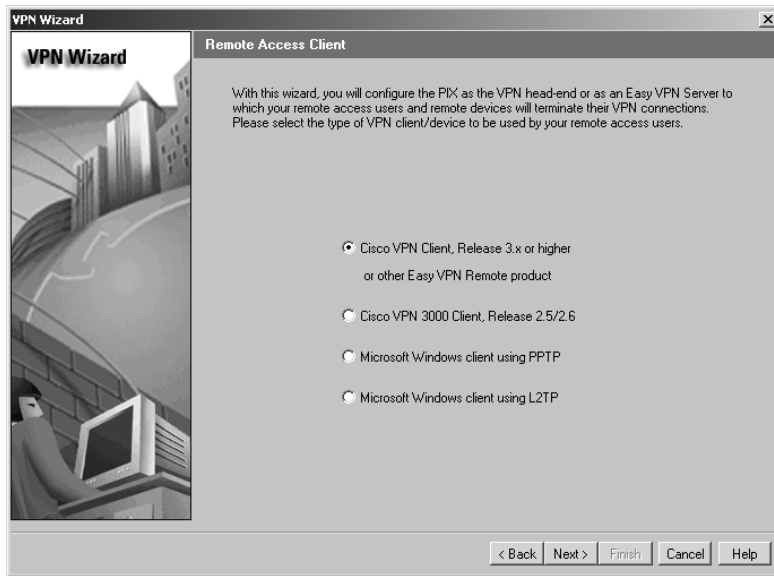 VPN Wizard
VPN Wizard
Remote Access Client
With this wizard, you will configure the PIX as the VPN head-end or as an Easy VPN Server to
which your remote access users and remote devices will terminate their VPN connections.
Please select the type of VPN client/device to be used by your remote access users.
Cisco VPN Client, Release 3.x or higher
or other Easy VPN Remote product
Cisco VPN 3000 Client, Release 2.5/2.6
Microsoft Windows client using PPTP
Microsoft Windows client using L2TP
< Back Next > Finish Cancel Help